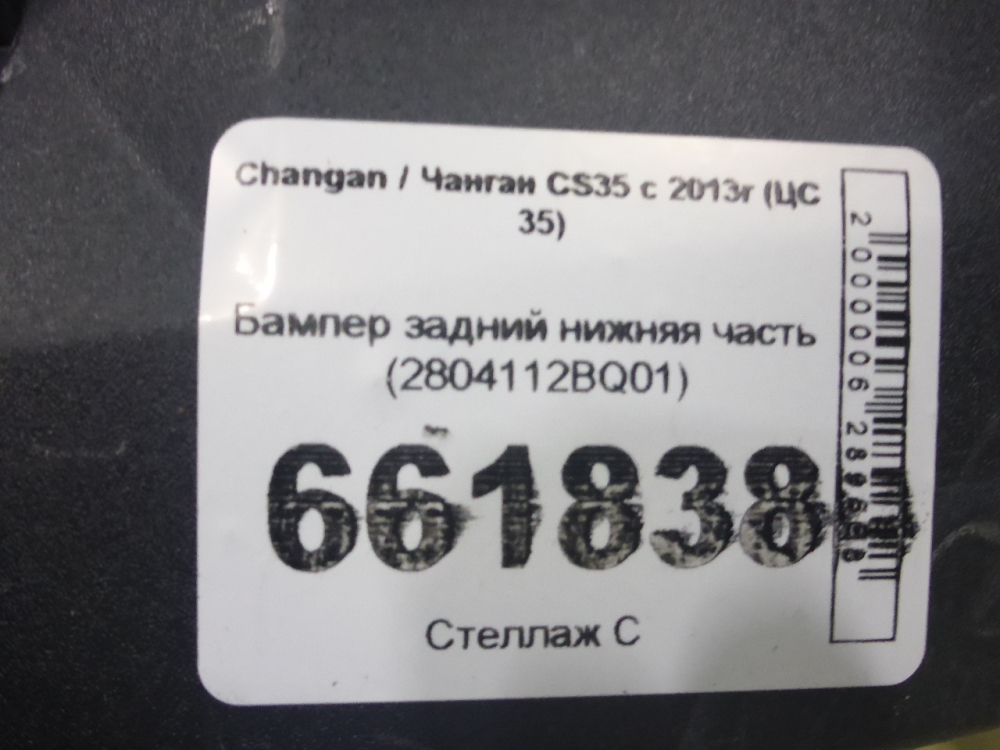 Changan / Чанган CS35 с 2013г (ЦС
35)
Бампер задний нижняя часть
(2804112BQ01)
661838
Стеллаж С